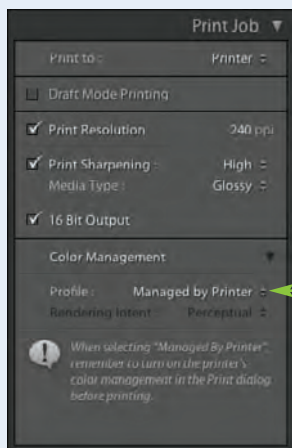 Print Job
Print to : Printer
Draft Mode Printing
Print Resolution 240 ppi
Print Sharpening : High
Media Type : Glossy
16 Bit Output
Color Management
Profile : Managed by Printer
Rendering Intent : Perceptual
When selecting "Managed By Printer",
remember to turn on the printer's
color management in the Print dialog
before printing.